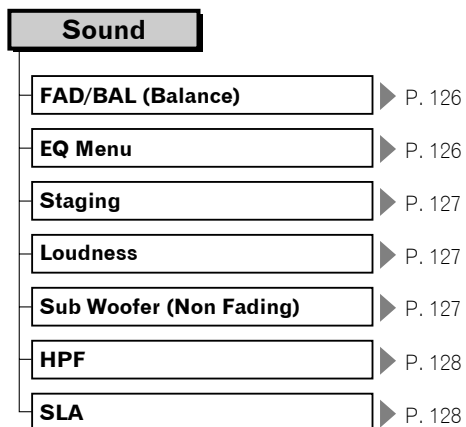 Sound
FAD/BAL (Balance) P. 126
EQ Menu P. 126
Staging P. 127
Loudness P. 127
Sub Woofer (Non Fading) P. 127
HPF P. 128
SLA P. 128